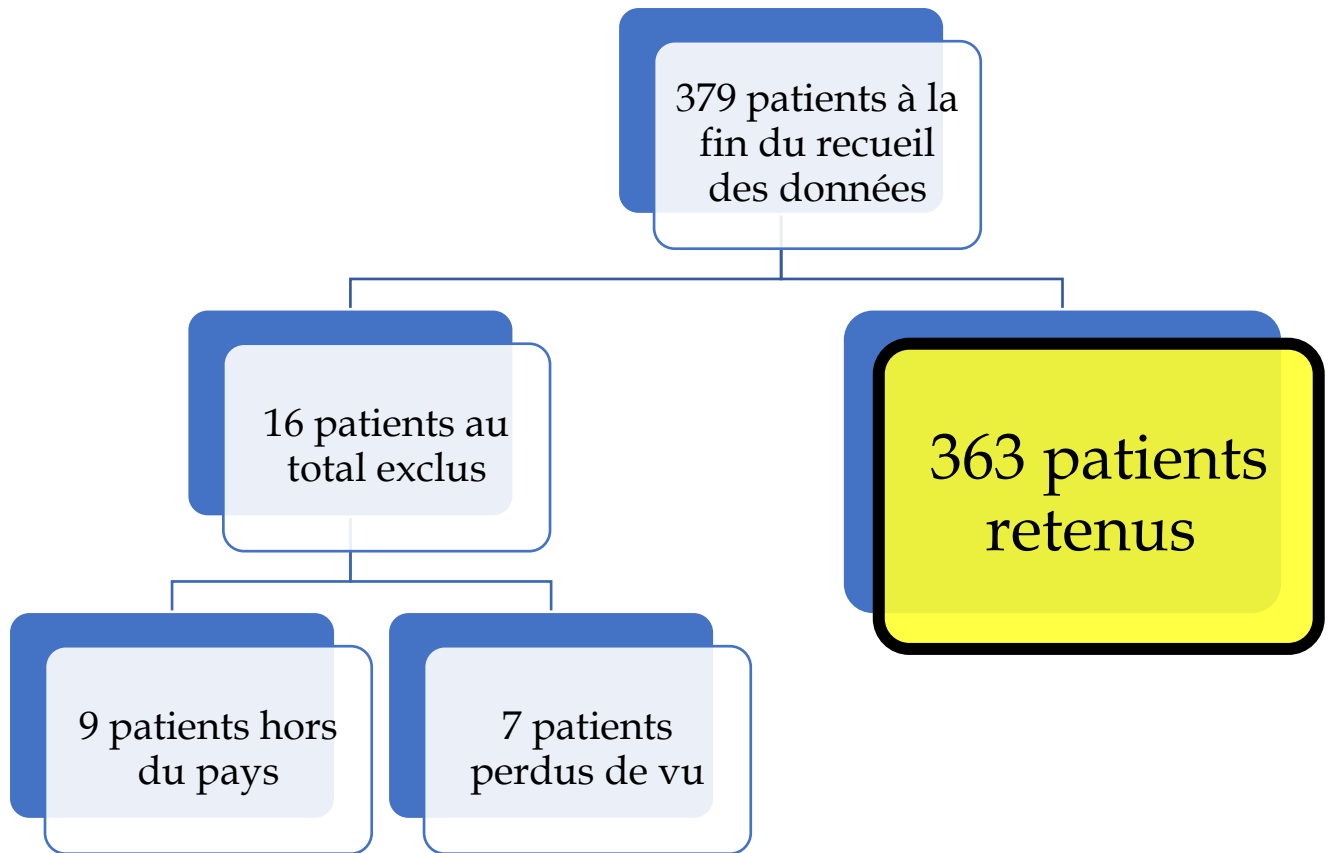 379 patients à la
fin du recueil
des données
16 patients au
total exclus
363 patients
retenus
9 patients hors
du pays
7 patients
perdus de vu